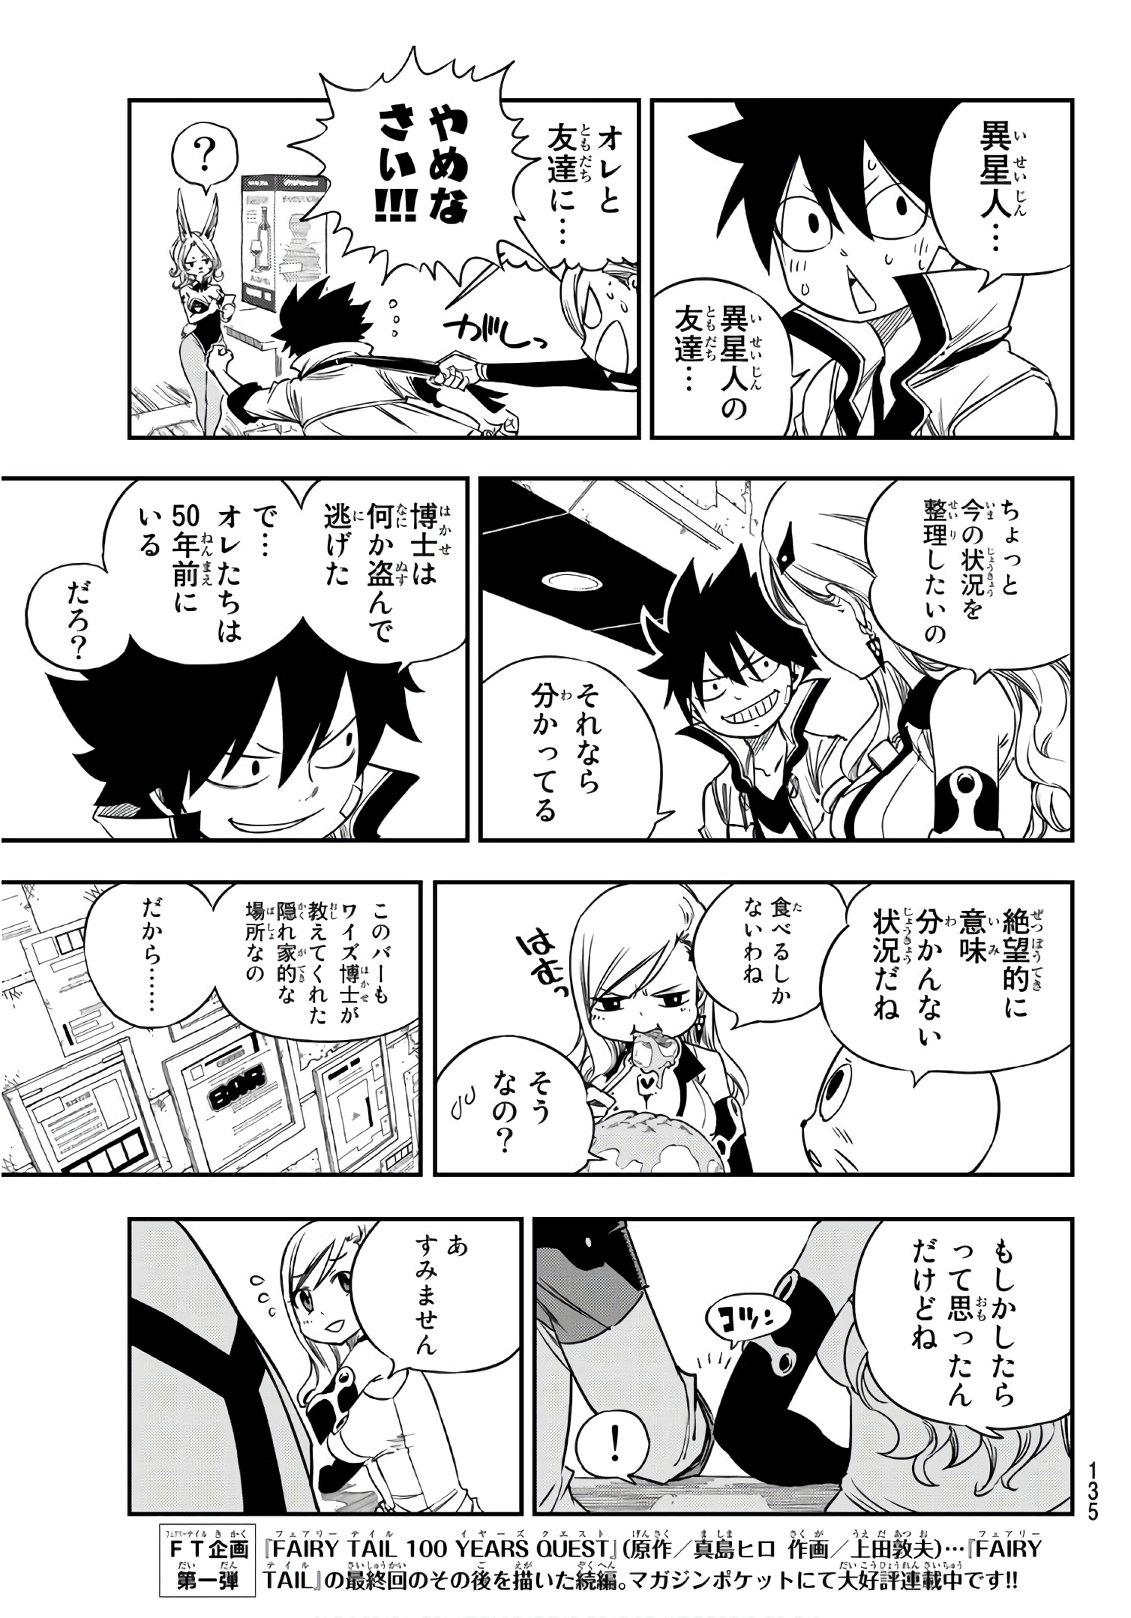 異星人…
異星人の
友達…
オレと
友達に…
やめな
さい!!!
ガシっ
?
ちょっと
今の状況を
整理したいの
それなら
分かってる
博士は
何か盗んで
逃げた
で…
オレたちは
50年前に
いる
だろ?
絶望的に
意味
分かんない
状況だね
食べるしか
ないわね
はむっ
そう
なの?
このバーも
ワイズ博士が
教えてくれた
隠れ家的な
場所なの
だから……
BAR
もしかしたら
って思ったん
だけどね
コツン
!
あ
すみません
135
FT企画
第一弾
『FAIRY TAIL 100 YEARS QUEST』(原作/真島ヒロ 作画/上田敦夫)…『FAIRY
TAIL』の最終回のその後を描いた続編。マガジンポケットにて大好評連載中です!!